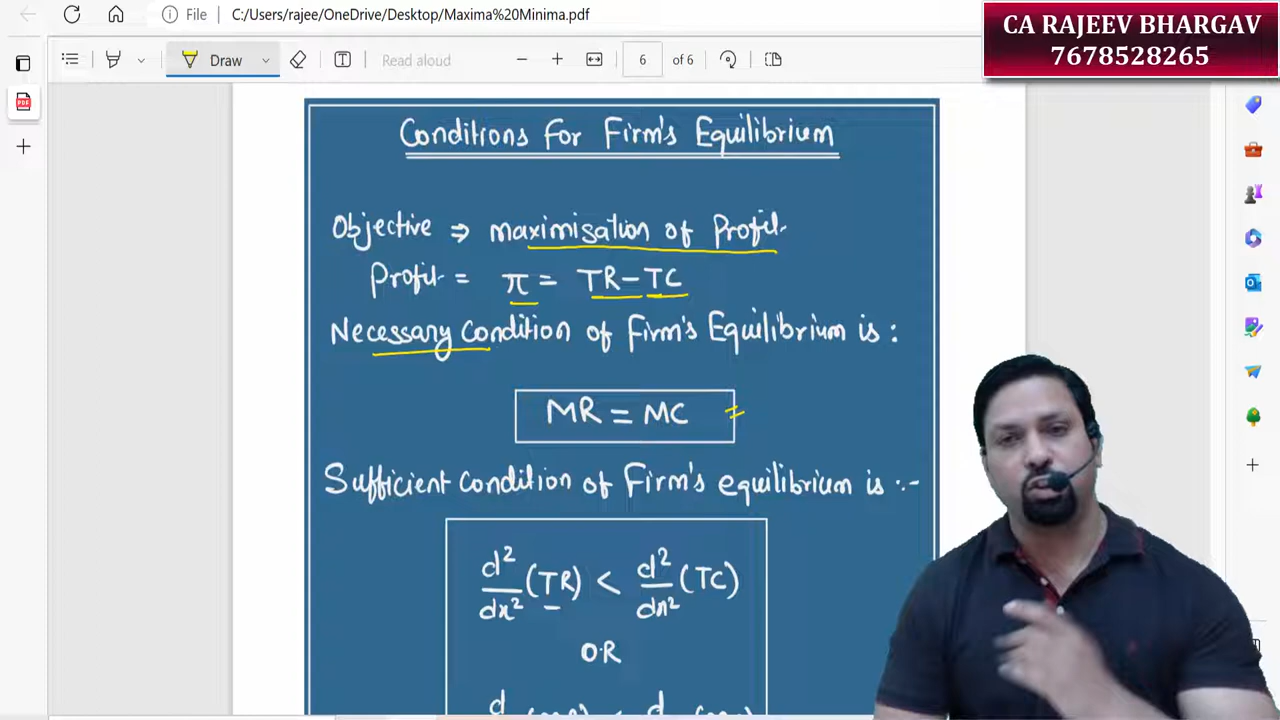 File
C:/Users/rajee/OneDrive/Desktop/Maxima%20Minima.pdf
CA RAJEEV BHARGAV
7678528265
Draw
Read aloud
6 of 6
Conditions for Firm's Equilibrium
Objective ⇒ maximisation of Profit
Profit = π = TR - TC
Necessary Condition of Firm's Equilibrium is :
MR = MC
Sufficient Condition of Firm's equilibrium is :-
d²/dx² (TR) < d²/dx² (TC)
OR
d d